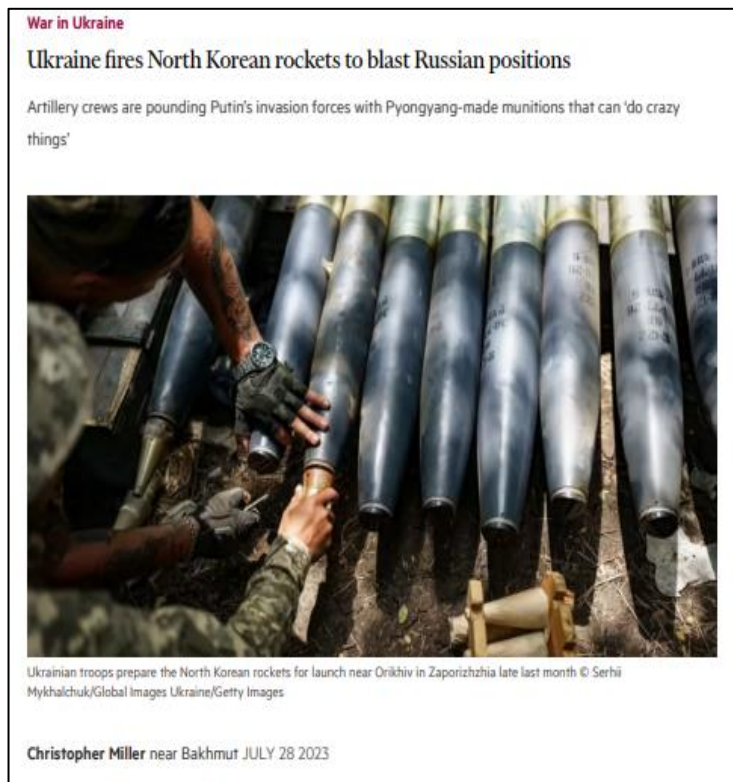 War in Ukraine
Ukraine fires North Korean rockets to blast Russian positions
Artillery crews are pounding Putin's invasion forces with Pyongyang-made munitions that can ‘do crazy
things’
Ukrainian troops prepare the North Korean rockets for launch near Orikhiv in Zaporizhzhia late last month © Serhii
Mykhalchuk/Global Images Ukraine/Getty Images
Christopher Miller near Bakhmut JULY 28 2023